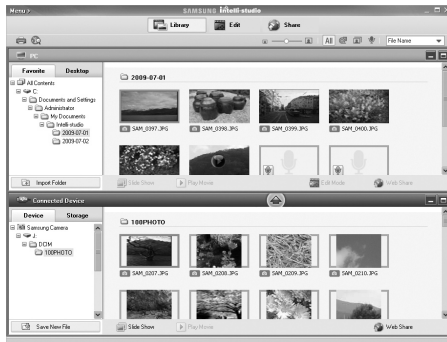 Menu >
SAMSUNG intelli-studio
Library
Edit
Share
All
File Name
PC
Favorite
Desktop
All Contents
C:
Documents and Settings
Administrator
My Documents
Intelli-studio
2009-07-01
2009-07-02
2009-07-01
SAM_0397.JPG
SAM_0398.JPG
SAM_0399.JPG
SAM_0400.JPG
Import Folder
Slide Show
Play Movie
Edit Mode
Web Share
Connected Device
Device
Storage
Samsung Camera
J:
DCIM
100PHOTO
100PHOTO
SAM_0207.JPG
SAM_0208.JPG
SAM_0209.JPG
SAM_0210.JPG
Save New File
Slide Show
Play Movie
Web Share